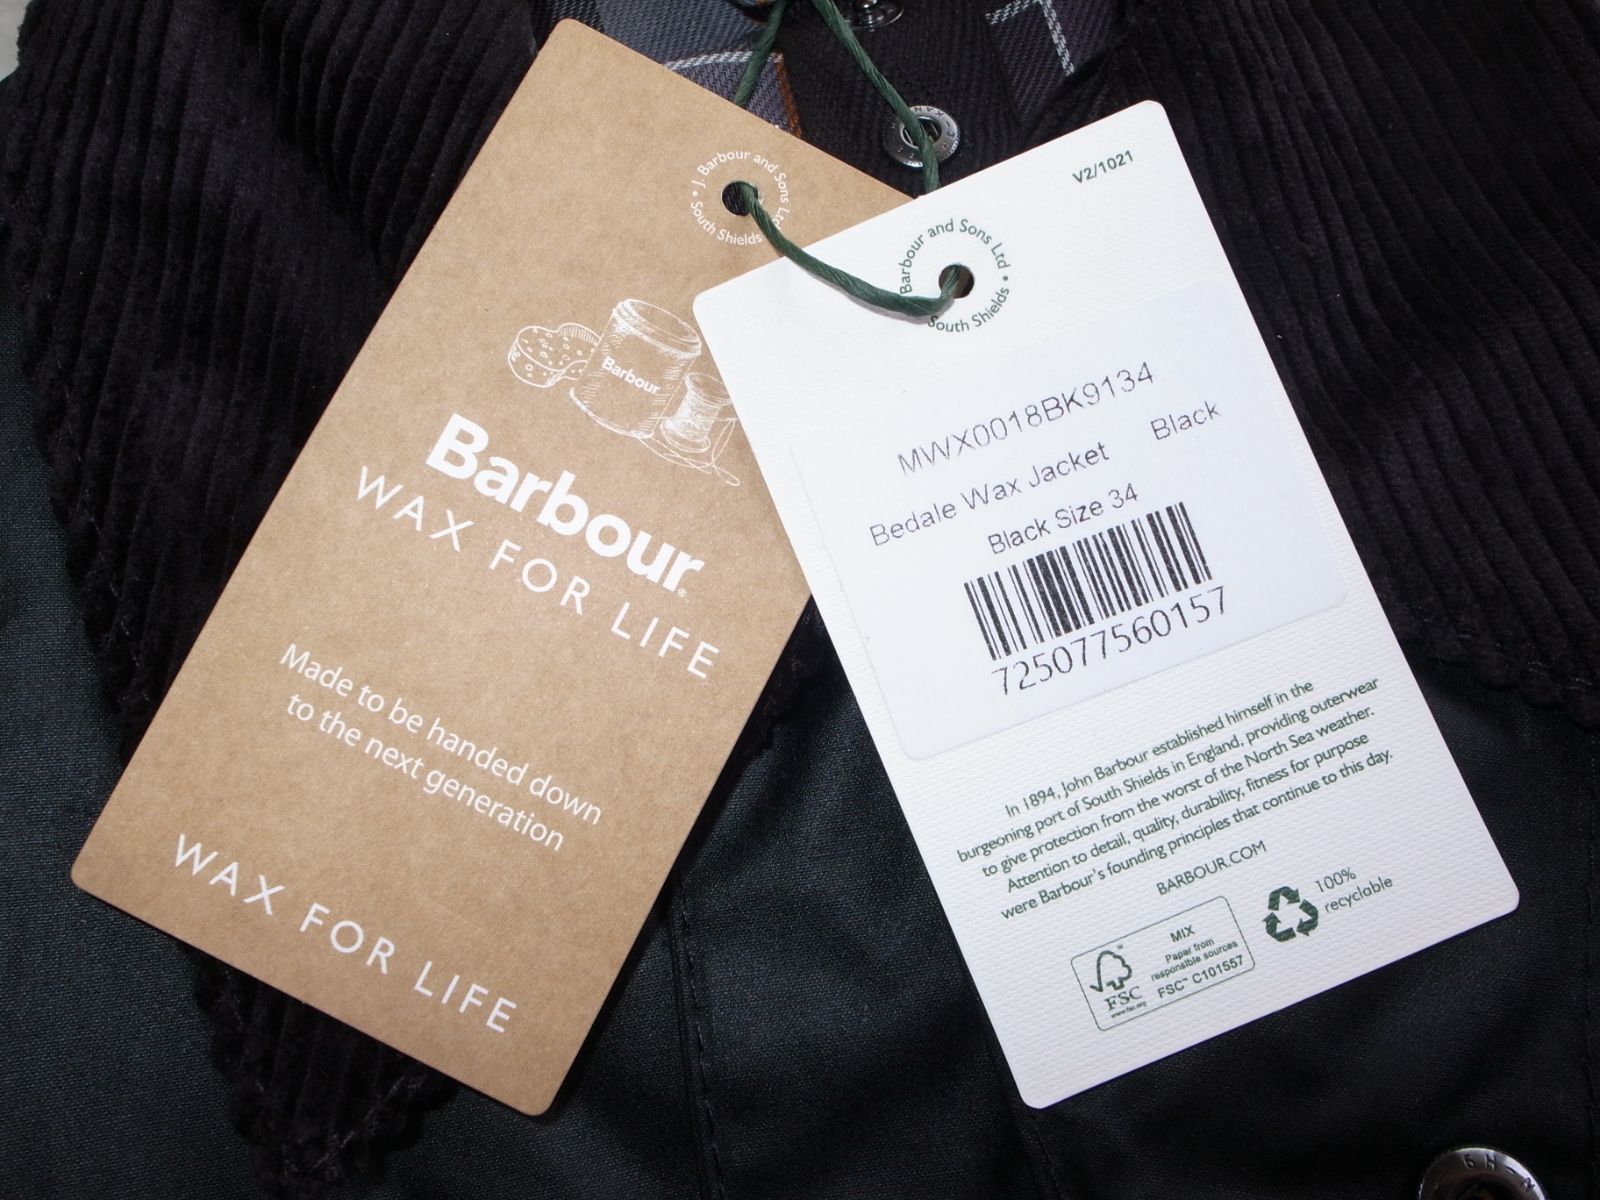 J. Barbour and Sons Ltd
• South Shields •
Barbour
Barbour
WAX FOR LIFE
Made to be handed down
to the next generation
WAX FOR LIFE
V2/1021
Barbour and Sons Ltd
• South Shields
MWX0018BK9134
Bedale Wax Jacket Black
Black Size 34
725077560157
In 1894, John Barbour established himself in the
burgeoning port of South Shields in England, providing outerwear
to give protection from the worst of the North Sea weather.
Attention to detail, quality, durability, fitness for purpose
were Barbour's founding principles that continue to this day.
BARBOUR.COM
FSC
www.fsc.org
MIX
Paper from
responsible sources
FSC™ C101557
100%
recyclable